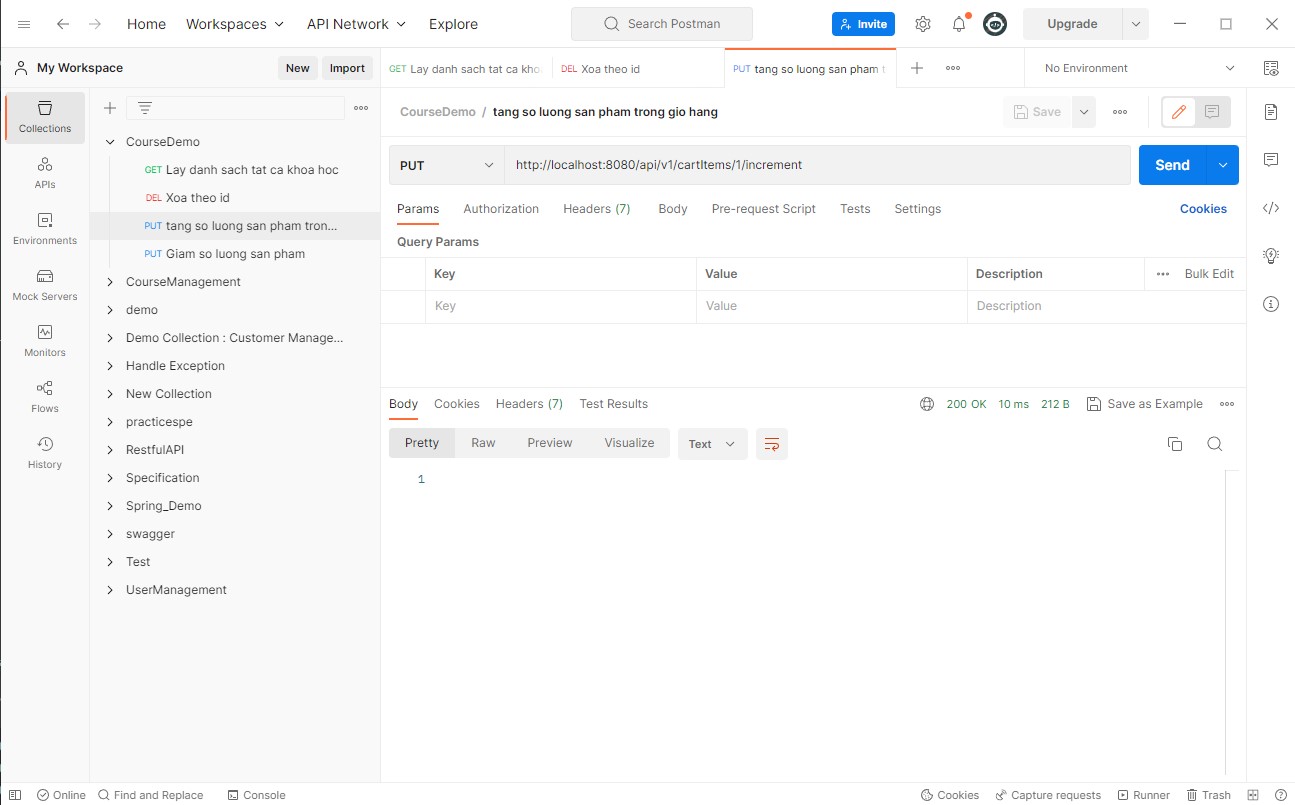 Home Workspaces API Network Explore Search Postman Invite Upgrade
My Workspace New Import GET Lay danh sach tat ca kho DEL Xoa theo id PUT tang so luong san pham t No Environment
Collections
APIs
Environments
Mock Servers
Monitors
Flows
History
CourseDemo
GET Lay danh sach tat ca khoa hoc
DEL Xoa theo id
PUT tang so luong san pham tron...
PUT Giam so luong san pham
CourseManagement
demo
Demo Collection : Customer Manage...
Handle Exception
New Collection
practicespe
RestfulAPI
Specification
Spring_Demo
swagger
Test
UserManagement
CourseDemo / tang so luong san pham trong gio hang Save
PUT http://localhost:8080/api/v1/cartItems/1/increment Send
Params Authorization Headers (7) Body Pre-request Script Tests Settings Cookies
Query Params
Key Value Description Bulk Edit
Key Value Description
Body Cookies Headers (7) Test Results 200 OK 10 ms 212 B Save as Example
Pretty Raw Preview Visualize Text
1
Online Find and Replace Console Cookies Capture requests Runner Trash